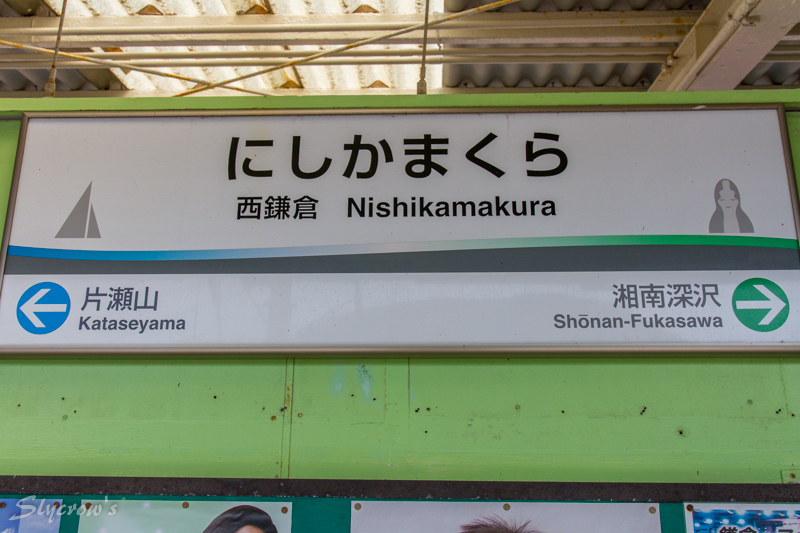 にしかまくら
西鎌倉 Nishikamakura
片瀬山
Kataseyama
湘南深沢
Shōnan-Fukasawa
Slycrow's